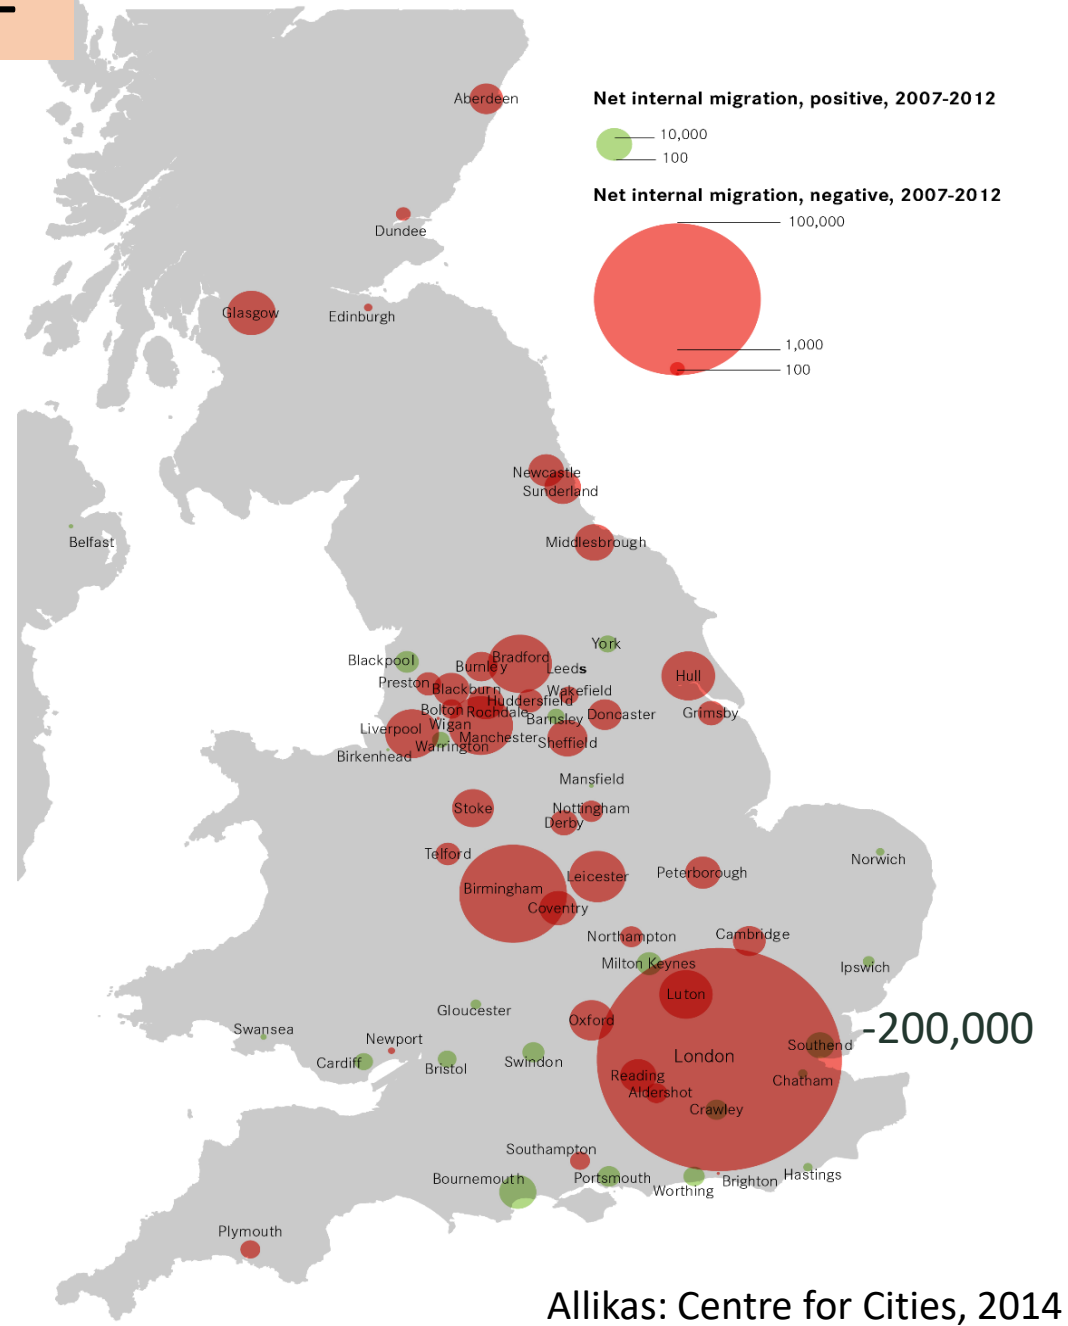 Net internal migration, positive, 2007-2012
10,000
100
Net internal migration, negative, 2007-2012
100,000
1,000
100
Aberdeen
Dundee
Glasgow
Edinburgh
Newcastle
Sunderland
Belfast
Middlesbrough
York
Blackpool
Burnley
Bradford
Leeds
Hull
Preston
Blackburn
Wakefield
Huddersfield
Bolton
Rochdale
Barnsley
Doncaster
Grimsby
Liverpool
Wigan
Manchester
Sheffield
Warrington
Birkenhead
Mansfield
Stoke
Nottingham
Derby
Telford
Norwich
Birmingham
Leicester
Peterborough
Coventry
Northampton
Cambridge
Milton Keynes
Ipswich
Luton
Gloucester
Oxford
Swansea
Newport
-200,000
Southend
London
Cardiff
Bristol
Swindon
Reading
Chatham
Aldershot
Crawley
Southampton
Bournemouth
Portsmouth
Worthing
Brighton
Hastings
Plymouth
Allikas: Centre for Cities, 2014